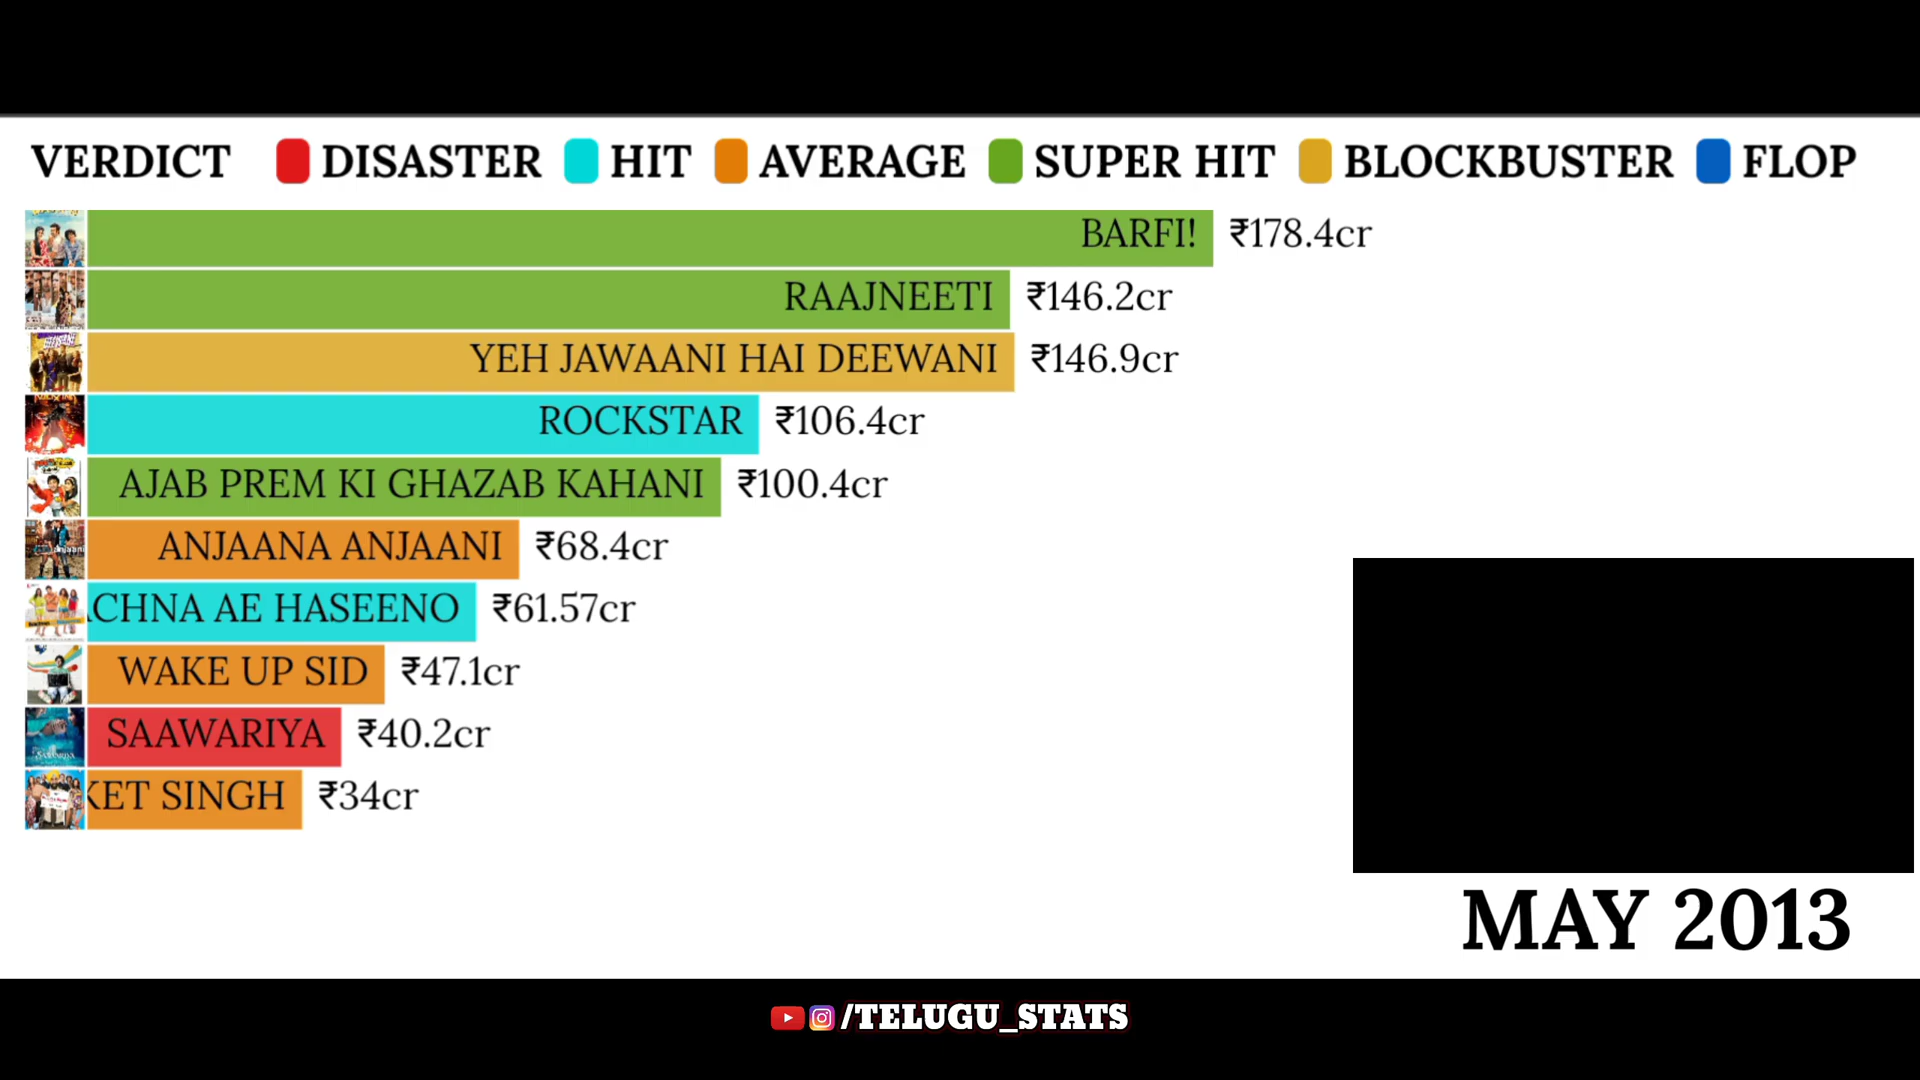 VERDICT DISASTER HIT AVERAGE SUPER HIT BLOCKBUSTER FLOP
BARFI! ₹178.4cr
RAAJNEETI ₹146.2cr
YEH JAWAANI HAI DEEWANI ₹146.9cr
ROCKSTAR ₹106.4cr
AJAB PREM KI GHAZAB KAHANI ₹100.4cr
ANJAANA ANJAANI ₹68.4cr
CHNA AE HASEENO ₹61.57cr
WAKE UP SID ₹47.1cr
SAAWARIYA ₹40.2cr
KET SINGH ₹34cr
MAY 2013
/TELUGU_STATS